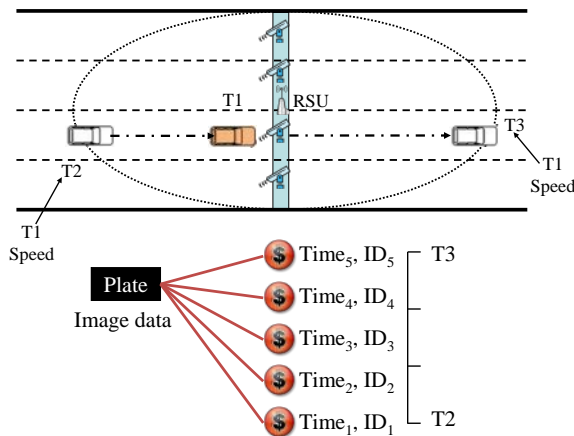 T1 RSU
T3
T2
T1
Speed
T1
Speed
Plate
Image data
$ Time₅, ID₅ T3
$ Time₄, ID₄
$ Time₃, ID₃
$ Time₂, ID₂
$ Time₁, ID₁ T2